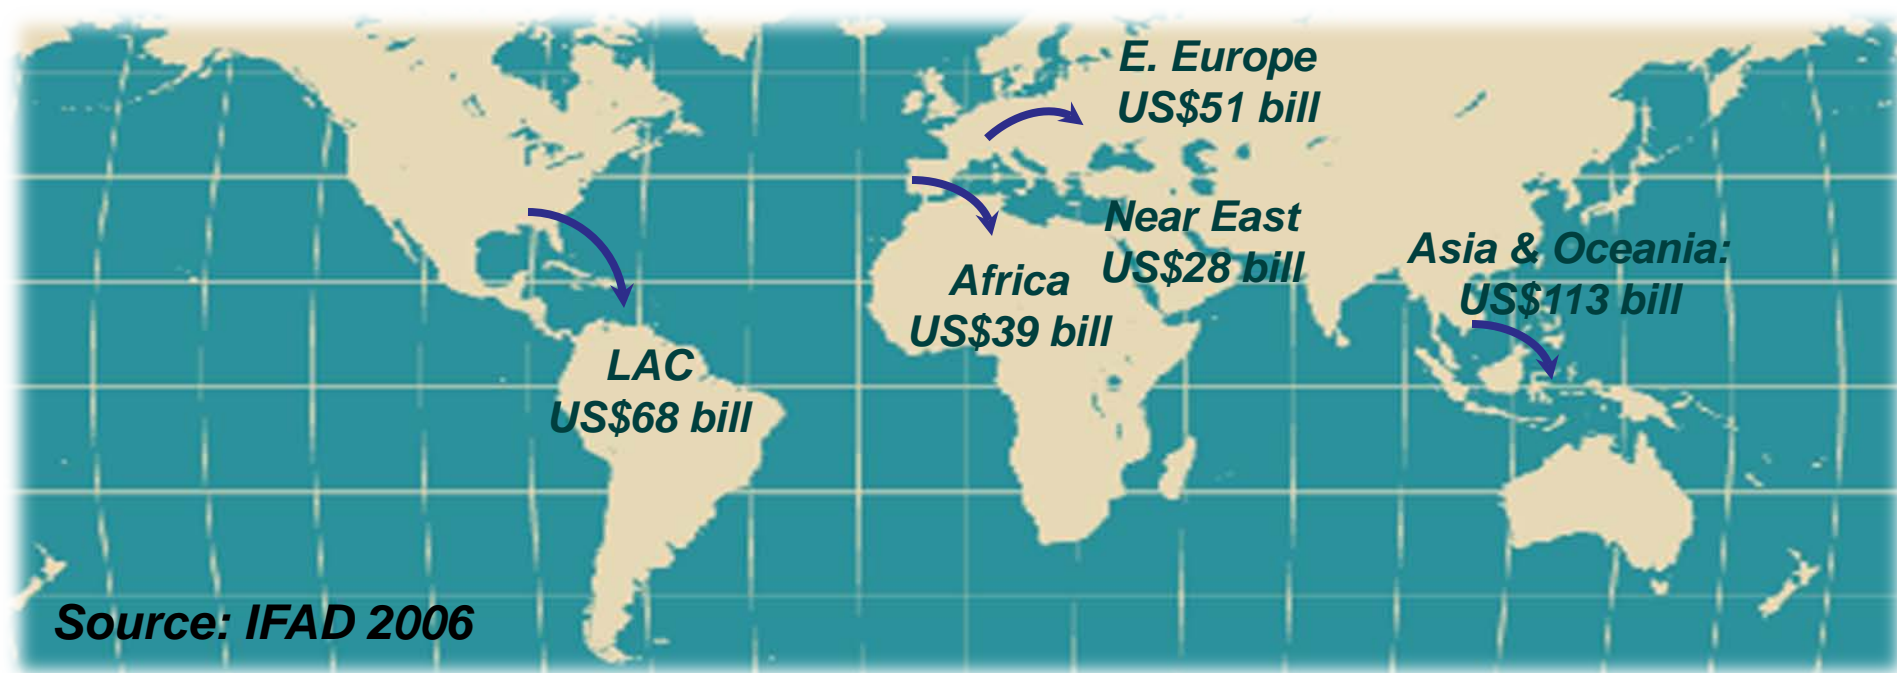 E. Europe
US$51 bill
Near East
US$28 bill
Asia & Oceania:
US$113 bill
Africa
US$39 bill
LAC
US$68 bill
Source: IFAD 2006